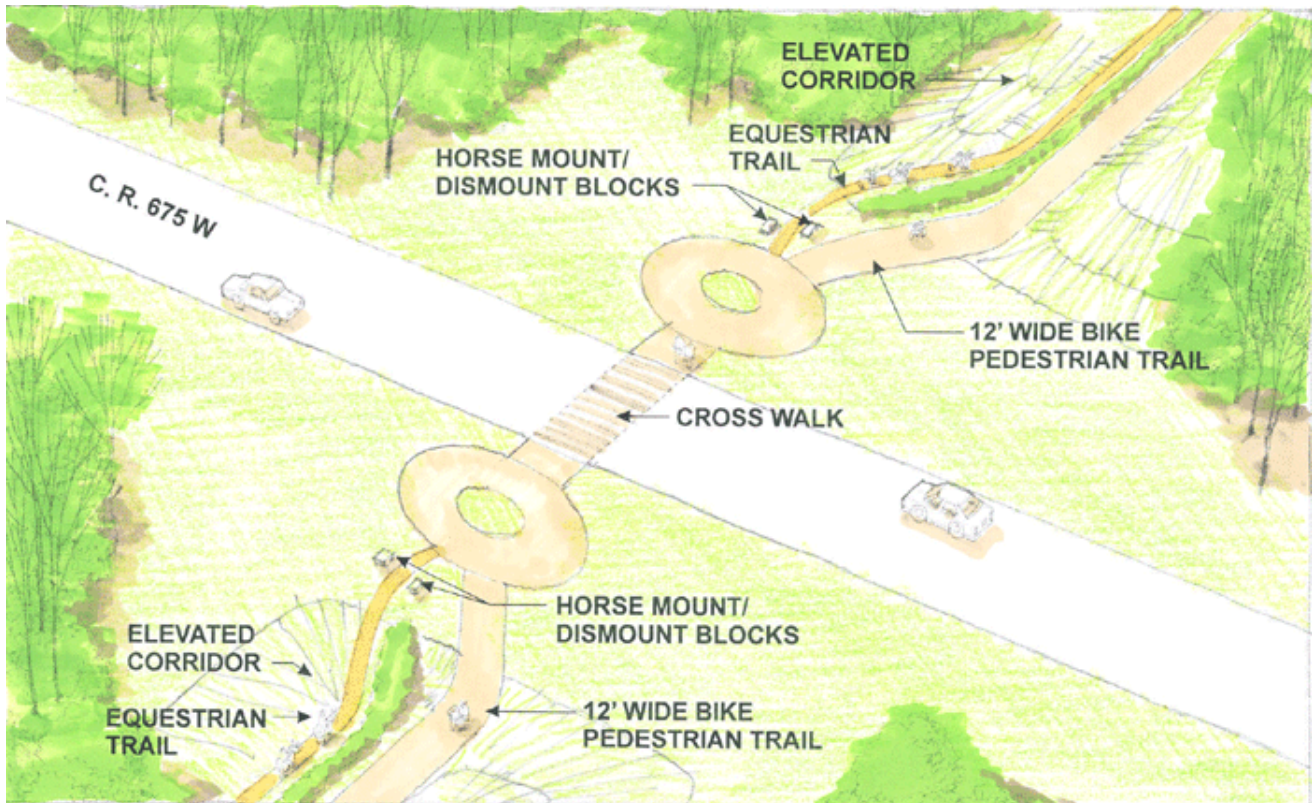 ELEVATED
CORRIDOR
EQUESTRIAN
TRAIL
HORSE MOUNT/
DISMOUNT BLOCKS
C. R. 675 W
12' WIDE BIKE
PEDESTRIAN TRAIL
CROSS WALK
HORSE MOUNT/
DISMOUNT BLOCKS
ELEVATED
CORRIDOR
EQUESTRIAN
TRAIL
12' WIDE BIKE
PEDESTRIAN TRAIL